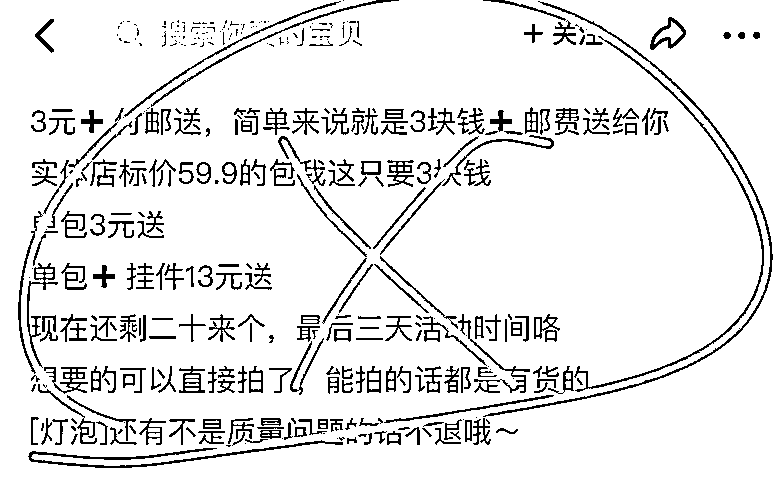 搜索你要的宝贝 + 关注
3元➕付邮送，简单来说就是3块钱➕邮费送给你
实体店标价59.9的包我这只要3块钱
单包3元送
单包➕挂件13元送
现在还剩二十来个，最后三天活动时间咯
想要的可以直接拍了，能拍的话都是有货的
[灯泡]还有不是质量问题的话不退哦～